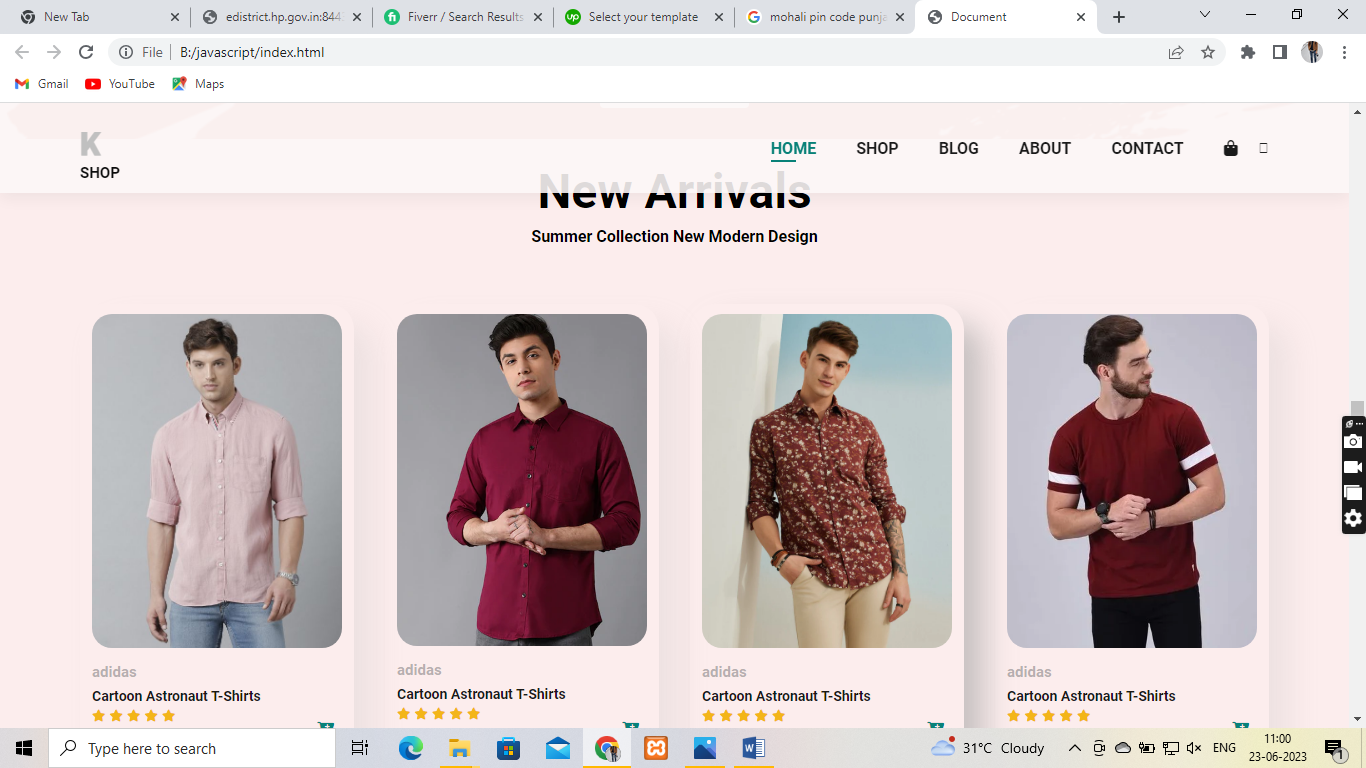 New Tab
edistrict.hp.gov.in:844
Fiverr / Search Results
Select your template
mohali pin code punja
Document
File B:/javascript/index.html
Gmail YouTube Maps
K
SHOP
HOME SHOP BLOG ABOUT CONTACT
New Arrivals
Summer Collection New Modern Design
adidas
Cartoon Astronaut T-Shirts
adidas
Cartoon Astronaut T-Shirts
adidas
Cartoon Astronaut T-Shirts
adidas
Cartoon Astronaut T-Shirts
Type here to search
31°C Cloudy
ENG
11:00
23-06-2023
1